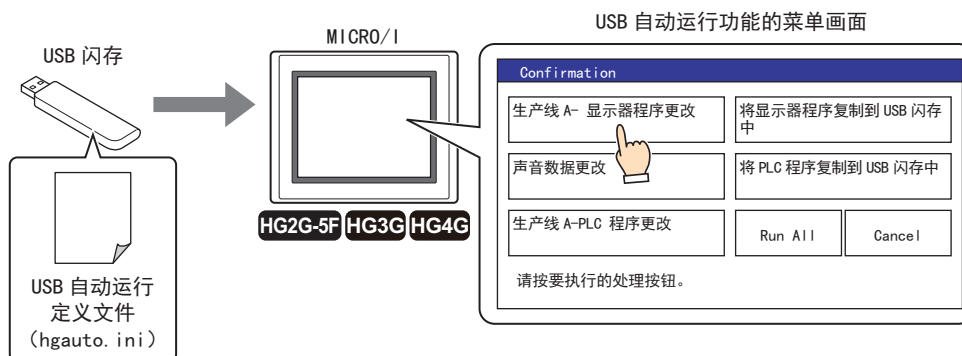 USB 自动运行功能的菜单画面
MICRO/I
USB 闪存
Confirmation
生产线 A- 显示器程序更改
将显示器程序复制到 USB 闪存
中
声音数据更改
将 PLC 程序复制到 USB 闪存中
生产线 A-PLC 程序更改
Run All
Cancel
请按要执行的处理按钮。
HG2G-5F HG3G HG4G
USB 自动运行
定义文件
（hgauto.ini）